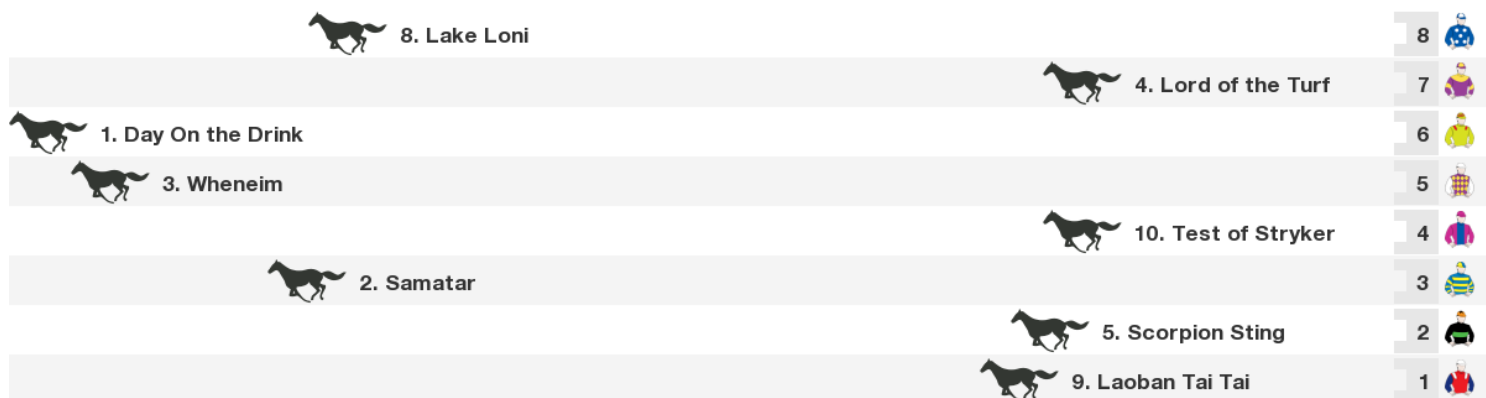 8. Lake Loni 8
4. Lord of the Turf 7
1. Day On the Drink 6
3. Wheneim 5
10. Test of Stryker 4
2. Samatar 3
5. Scorpion Sting 2
9. Laoban Tai Tai 1